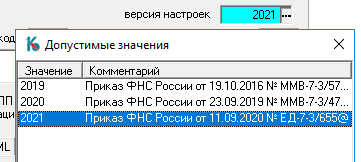 версия настроек 2021 ...
код
Допустимые значения
Значение Комментарий
2019 Приказ ФНС России от 19.10.2016 № ММВ-7-3/57...
2020 Приказ ФНС России от 23.09.2019 № ММВ-7-3/47...
2021 Приказ ФНС России от 11.09.2020 № ЕД-7-3/655@